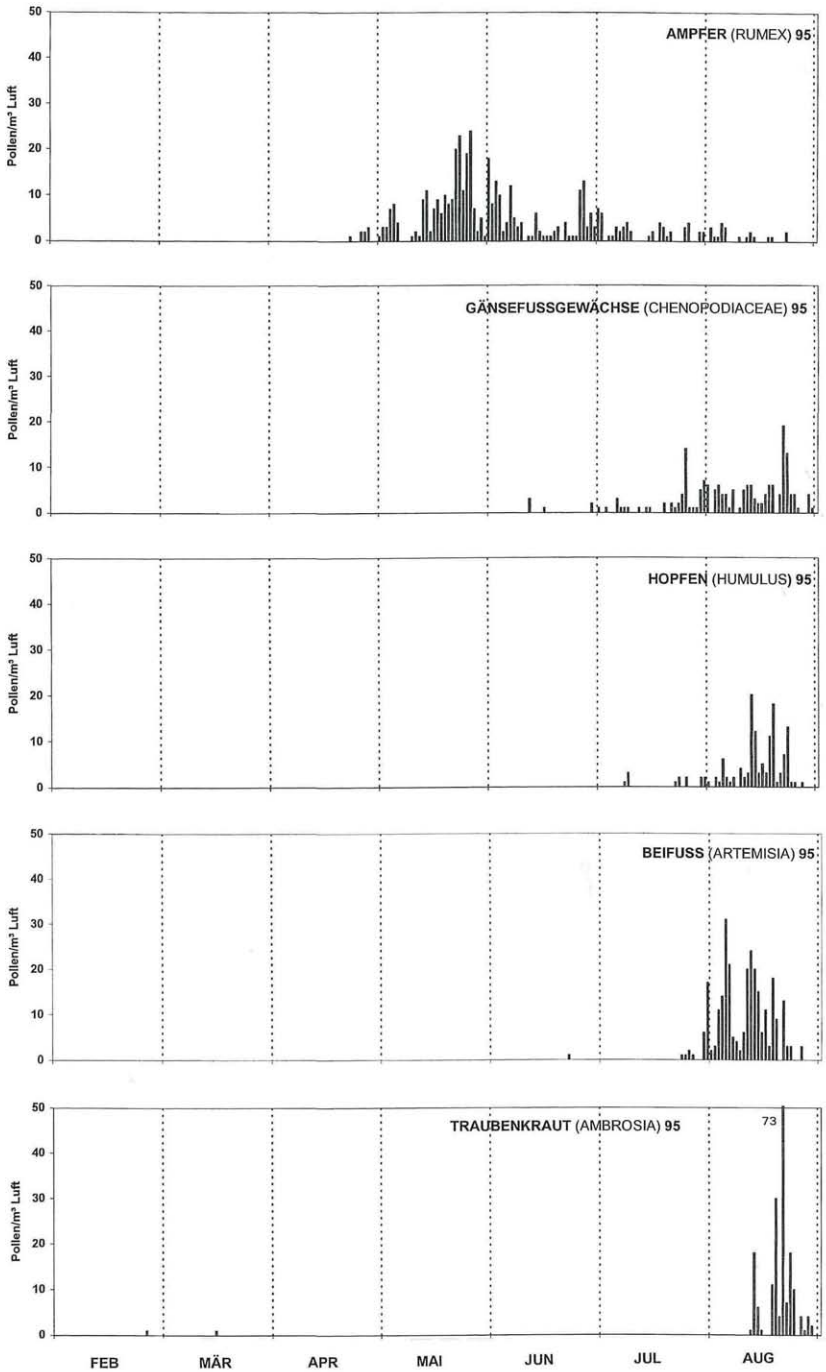 50
AMPFER (RUMEX) 95
40
30
20
10
0
Pollen/m³ Luft
50
GÄNSEFUSSGEWÄCHSE (CHENOPODIACEAE) 95
40
30
20
10
0
Pollen/m³ Luft
50
HOPFEN (HUMULUS) 95
40
30
20
10
0
Pollen/m³ Luft
50
BEIFUSS (ARTEMISIA) 95
40
30
20
10
0
Pollen/m³ Luft
50
TRAUBENKRAUT (AMBROSIA) 95 73
40
30
20
10
0
Pollen/m³ Luft
FEB MÄR APR MAI JUN JUL AUG